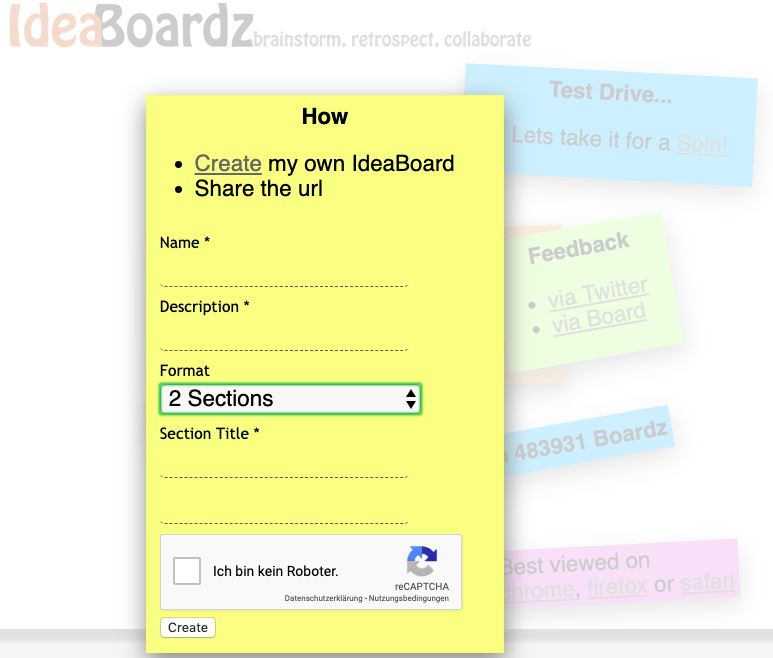 IdeaBoardz brainstorm, retrospect, collaborate
Test Drive...
Lets take it for a Spin!
How
Create my own IdeaBoard
Share the url
Name *
Description *
Format
2 Sections
Section Title *
Ich bin kein Roboter.
reCAPTCHA
Datenschutzerklärung - Nutzungsbedingungen
Create
Feedback
via Twitter
via Board
483931 Boardz
Best viewed on
chrome, firefox or safari